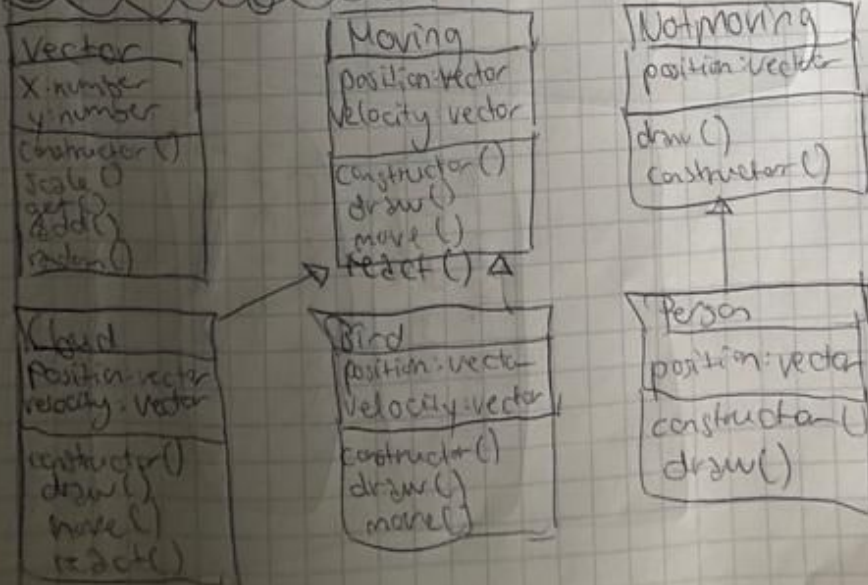 Vector
x:number
y:number
constructor()
scale()
get()
add()
random()
Moving
position:vector
velocity:vector
constructor()
draw()
move()
react()
Notmoving
position:vector
draw()
constructor()
Cloud
position:vector
velocity:vector
constructor()
draw()
move()
react()
Bird
position:vector
velocity:vector
constructor()
draw()
move()
Person
position:vector
constructor()
draw()